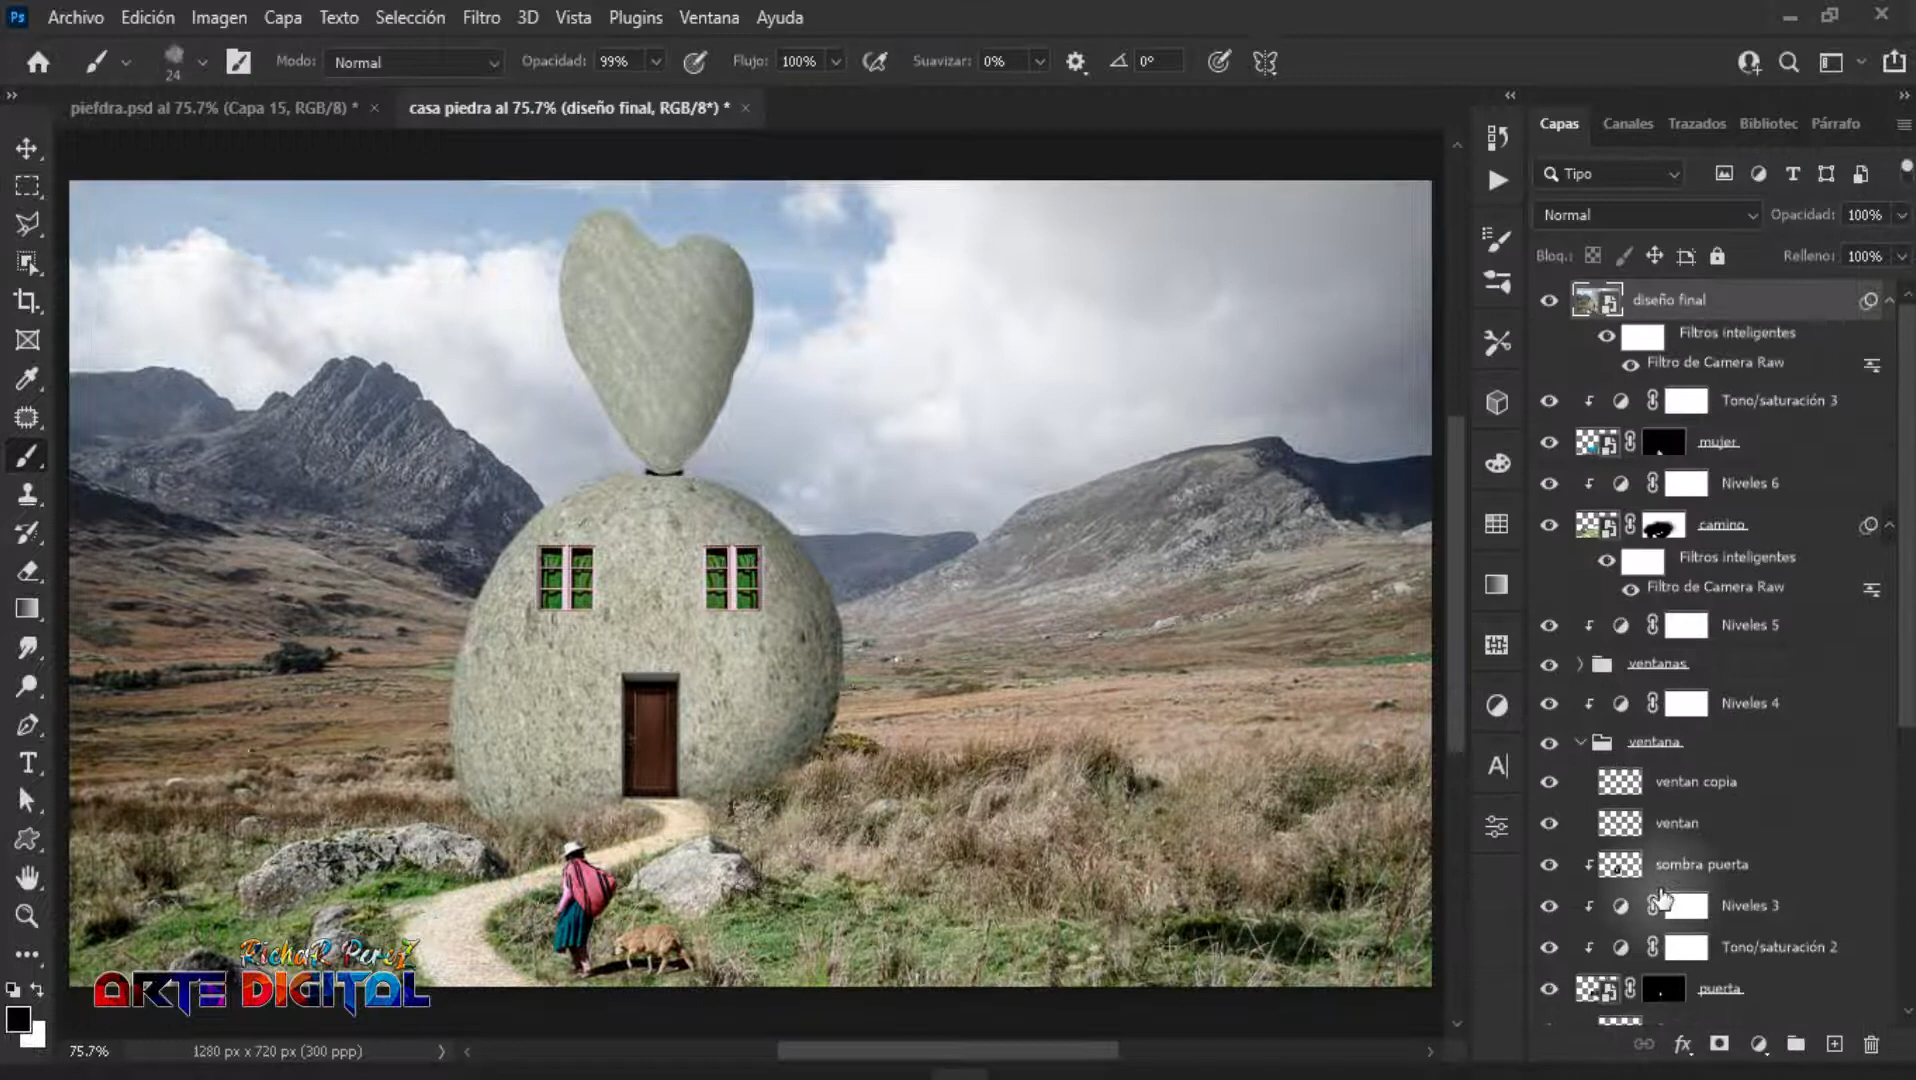 Ps Archivo Edición Imagen Capa Texto Selección Filtro 3D Vista Plugins Ventana Ayuda
24 Modo: Normal Opacidad: 99% Flujo: 100% Suavizar: 0% 0°
piefdra.psd al 75.7% (Capa 15, RGB/8) * × casa piedra al 75.7% (diseño final, RGB/8*) * ×
Capas Canales Trazados Bibliotec Párrafo
Tipo
Normal Opacidad: 100%
Bloq.: Relleno: 100%
diseño final
Filtros inteligentes
Filtro de Camera Raw
Tono/saturación 3
mujer
Niveles 6
camino
Filtros inteligentes
Filtro de Camera Raw
Niveles 5
ventanas
Niveles 4
ventana
ventan copia
ventan
sombra puerta
Niveles 3
Tono/saturación 2
puerta
RichaR PereZ
ARTE DIGITAL
75.7% 1280 px x 720 px (300 ppp)
fx